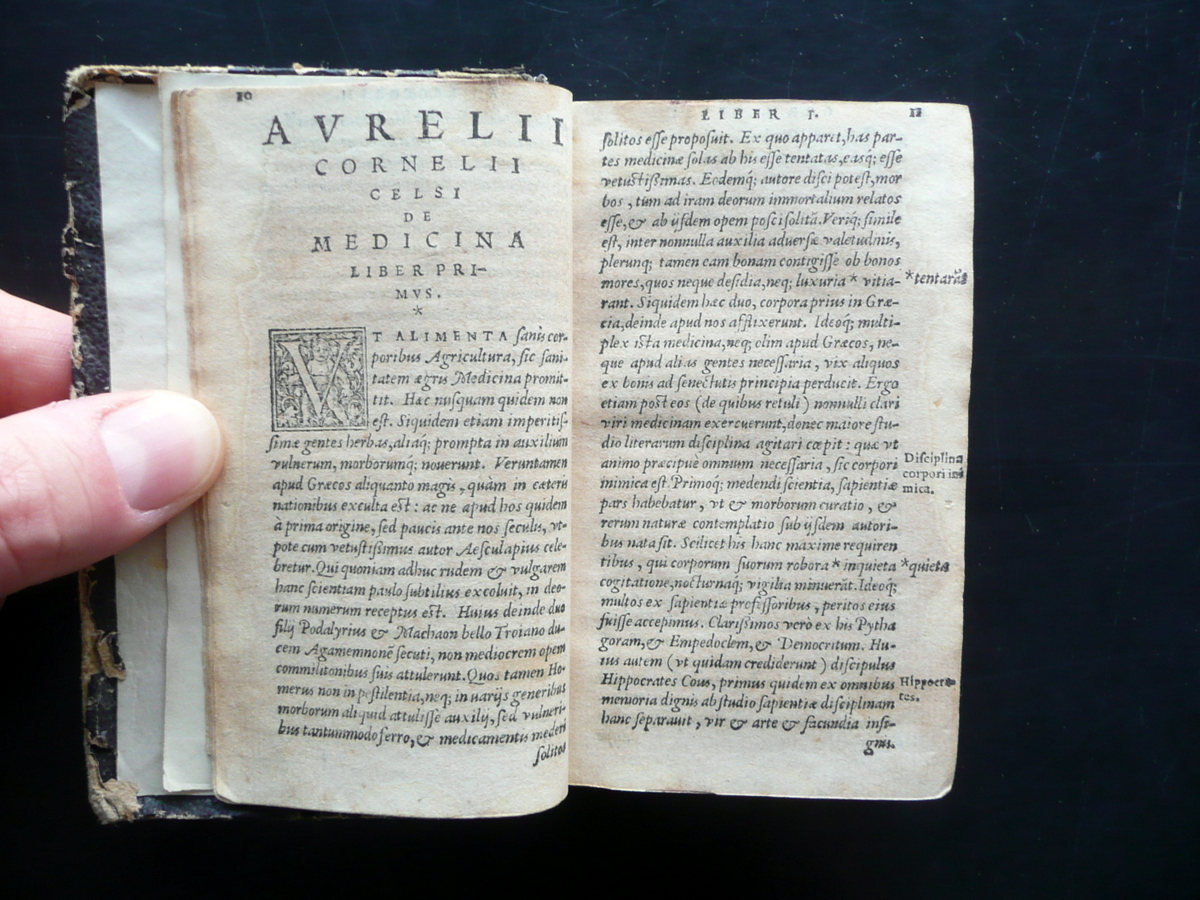 10
AVRELII
CORNELII
CELSI
DE
MEDICINA
LIBER PRI-
MVS.
*
VT ALIMENTA sanis cor-
poribus Agricultura, sic sani-
tatem ægris Medicina promit-
tit. Hæc nusquam quidem non
est. Siquidem etiam imperitis-
simæ gentes herbas, aliaq; prompta in auxilium
vulnerum, morborumq; nouerunt. Veruntamen
apud Græcos aliquanto magis, quàm in cæteris
nationibus exculta est: ac ne apud hos quidem
à prima origine, sed paucis ante nos seculis, vt-
pote cum vetustissimus autor Aesculapius cele-
bretur. Qui quoniam adhuc rudem & vulgarem
hanc scientiam paulo subtilius excoluit, in deo-
rum numerum receptus est. Huius deinde duo
filij Podalyrius & Machaon bello Troiano du-
cem Agamemnonē secuti, non mediocrem opem
commilitonibus suis attulerunt. Quos tamen Ho-
merus non in pestilentia, neq; in varijs generibus
morborum aliquid attulisse auxilij, sed vulneri-
bus tantummodo ferro, & medicamentis mederi
solitos
LIBER I. 11
solitos esse proposuit. Ex quo apparet, has par-
tes medicinæ solas ab his esse tentatas, easq; esse
vetustissimas. Eodemq́; autore disci potest, mor
bos, tùm ad iram deorum immortalium relatos
esse, & ab ijsdem opem posci solitā. Veriq́; simile
est, inter nonnulla auxilia aduersæ valetudinis,
plerunq; tamen eam bonam contigisse ob bonos
mores, quos neque desidia, neq; luxuria * vitia-
*tentarāt
rant. Siquidem hæc duo, corpora prius in Græ-
cia, deinde apud nos afflixerunt. Ideoq́; multi-
plex ista medicina, neq; olim apud Græcos, ne-
que apud alias gentes necessaria, vix aliquos
ex bonis ad senectutis principia perducit. Ergo
etiam post eos (de quibus retuli) nonnulli clari
viri medicinam exercuerunt, donec maiore stu-
dio literarum disciplina agitari cœpit: quæ vt
animo præcipuè omnium necessaria, sic corpori
Disciplina
corpori ini
mica.
inimica est. Primoq́; medendi scientia, sapientiæ
pars habebatur, vt & morborum curatio, &
rerum naturæ contemplatio sub ijsdem autori-
bus nata sit. Scilicet his hanc maxime requiren
tibus, qui corporum suorum robora * inquieta
*quieta
cogitatione, nocturnaq́; vigilia minuerāt. Ideoq́;
multos ex sapientiæ professoribus, peritos eius
fuisse accepimus. Clarissimos verò ex his Pytha
goram, & Empedoclem, & Democritum. Hu-
ius autem (vt quidam crediderunt) discipulus
Hippocrates Cous, primus quidem ex omnibus
Hippocra-
tes.
memoria dignis ab studio sapientiæ disciplinam
hanc separauit, vir & arte & facundia insi-
gnis.